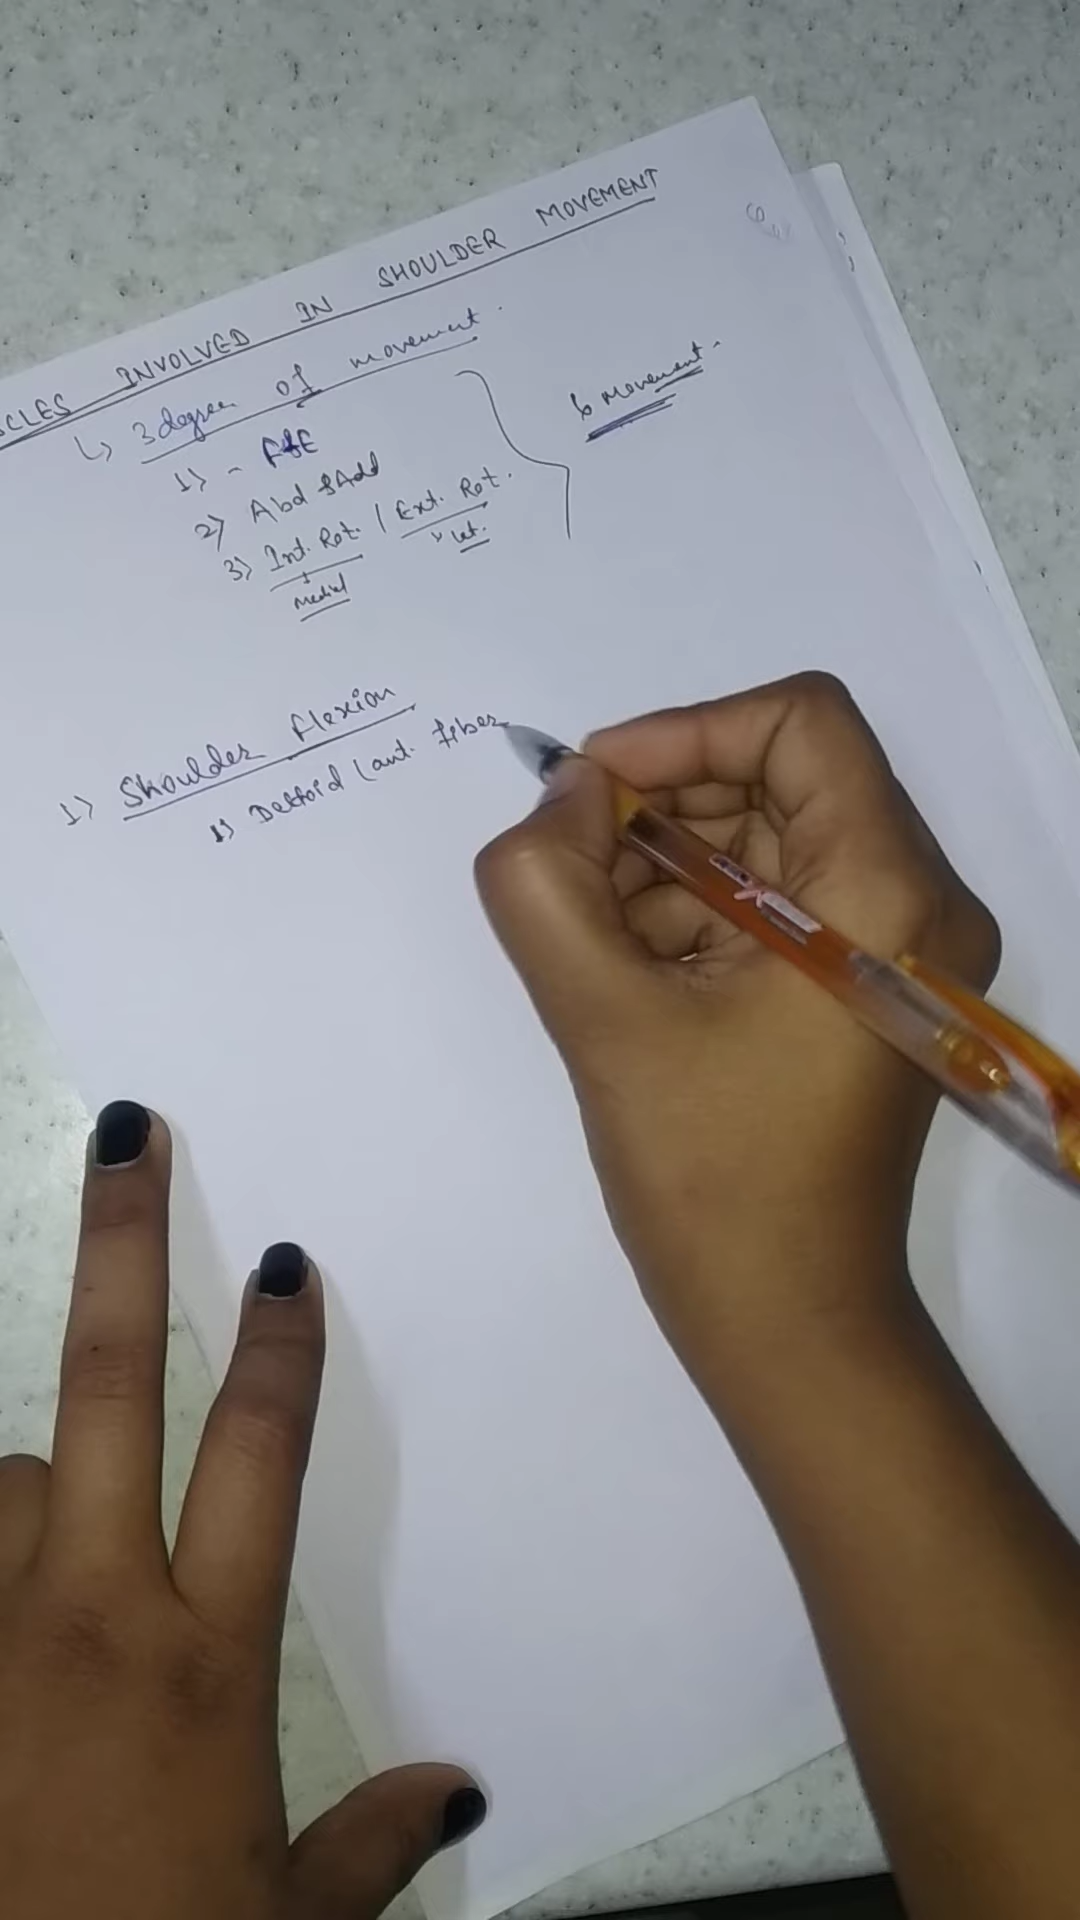 SCLES INVOLVED IN SHOULDER MOVEMENT
↳ 3 degree of movement.
1) - F&E
2) Abd & Add
3) Int. Rot. / Ext. Rot.
Medial
Lat.
6 Movement.
1) Shoulder flexion
1) Deltoid (ant. fiber